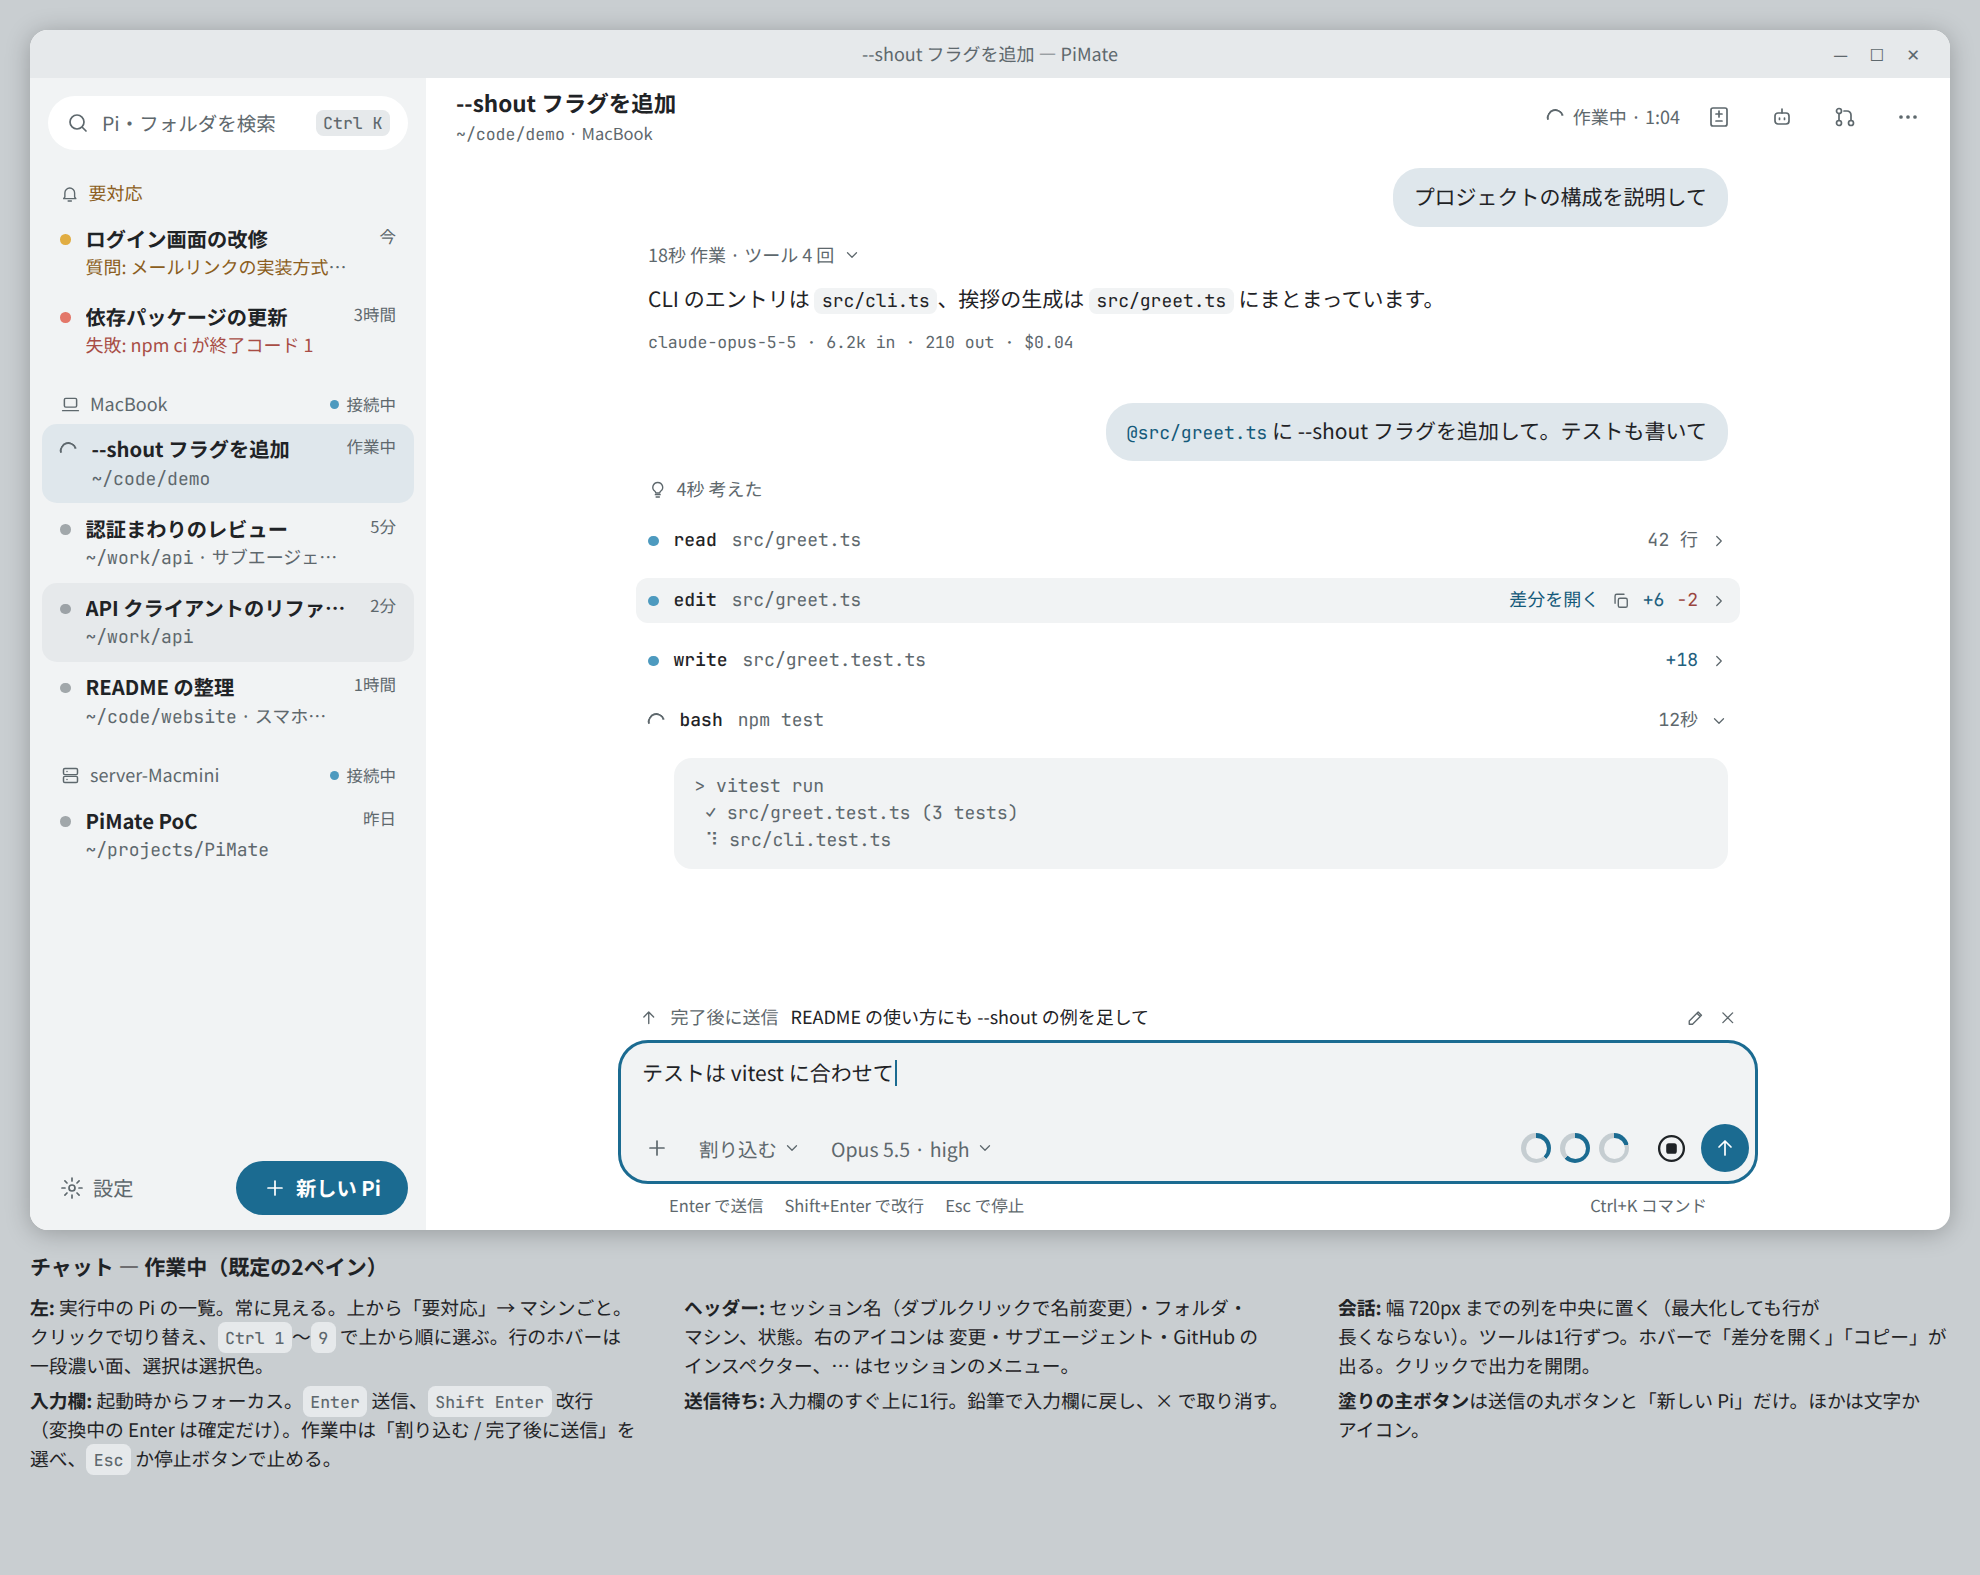 --shout フラグを追加 — PiMate
Pi・フォルダを検索 Ctrl K
要対応
ログイン画面の改修 今
質問: メールリンクの実装方式…
依存パッケージの更新 3時間
失敗: npm ci が終了コード 1
MacBook 接続中
--shout フラグを追加 作業中
~/code/demo
認証まわりのレビュー 5分
~/work/api · サブエージェ…
API クライアントのリファ… 2分
~/work/api
README の整理 1時間
~/code/website · スマホ…
server-Macmini 接続中
PiMate PoC 昨日
~/projects/PiMate
設定
新しい Pi
--shout フラグを追加
~/code/demo · MacBook
作業中 · 1:04
プロジェクトの構成を説明して
18秒 作業 · ツール 4 回
CLI のエントリは src/cli.ts 、挨拶の生成は src/greet.ts にまとまっています。
claude-opus-5-5 · 6.2k in · 210 out · $0.04
@src/greet.ts に --shout フラグを追加して。テストも書いて
4秒 考えた
read src/greet.ts 42 行
edit src/greet.ts 差分を開く +6 -2
write src/greet.test.ts +18
bash npm test 12秒
> vitest run
✓ src/greet.test.ts (3 tests)
⠹ src/cli.test.ts
完了後に送信 README の使い方にも --shout の例を足して
テストは vitest に合わせて
割り込む Opus 5.5 · high
Enter で送信 Shift+Enter で改行 Esc で停止 Ctrl+K コマンド
チャット — 作業中（既定の2ペイン）
左: 実行中の Pi の一覧。常に見える。上から「要対応」→ マシンごと。
クリックで切り替え、 Ctrl 1 〜 9 で上から順に選ぶ。行のホバーは
一段濃い面、選択は選択色。
入力欄: 起動時からフォーカス。 Enter 送信、 Shift Enter 改行
（変換中の Enter は確定だけ）。作業中は「割り込む / 完了後に送信」を
選べ、 Esc か停止ボタンで止める。
ヘッダー: セッション名（ダブルクリックで名前変更）・フォルダ・
マシン、状態。右のアイコンは 変更・サブエージェント・GitHub の
インスペクター、… はセッションのメニュー。
送信待ち: 入力欄のすぐ上に1行。鉛筆で入力欄に戻し、× で取り消す。
会話: 幅 720px までの列を中央に置く（最大化しても行が
長くならない）。ツールは1行ずつ。ホバーで「差分を開く」「コピー」が
出る。クリックで出力を開閉。
塗りの主ボタンは送信の丸ボタンと「新しい Pi」だけ。ほかは文字か
アイコン。